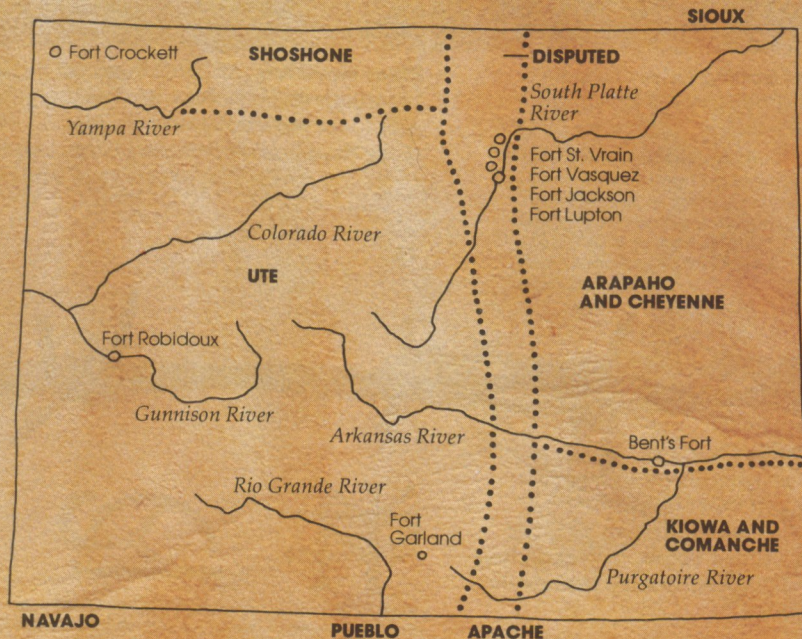 SIOUX
Fort Crockett
SHOSHONE
DISPUTED
South Platte
River
Yampa River
Fort St. Vrain
Fort Vasquez
Fort Jackson
Fort Lupton
Colorado River
UTE
ARAPAHO
AND CHEYENNE
Fort Robidoux
Gunnison River
Arkansas River
Bent's Fort
Rio Grande River
Fort
Garland
KIOWA AND
COMANCHE
Purgatoire River
NAVAJO
PUEBLO
APACHE